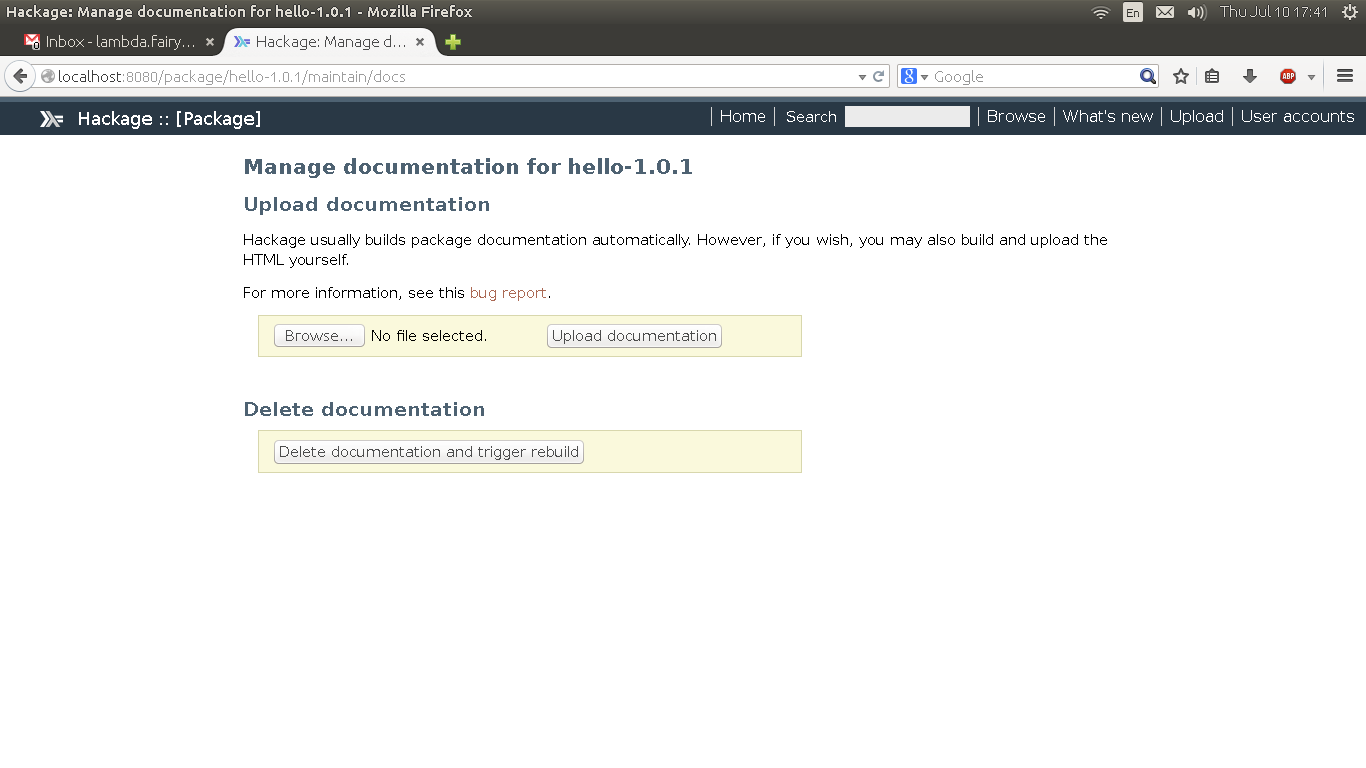 Hackage: Manage documentation for hello-1.0.1 - Mozilla Firefox
En
Thu Jul 10 17:41
Inbox - lambda.fairy...
Hackage: Manage d...
localhost:8080/package/hello-1.0.1/maintain/docs
8
Google
ABP
Hackage :: [Package]
Home
Search
Browse
What's new
Upload
User accounts
Manage documentation for hello-1.0.1
Upload documentation
Hackage usually builds package documentation automatically. However, if you wish, you may also build and upload the
HTML yourself.
For more information, see this bug report.
Browse... No file selected.
Upload documentation
Delete documentation
Delete documentation and trigger rebuild